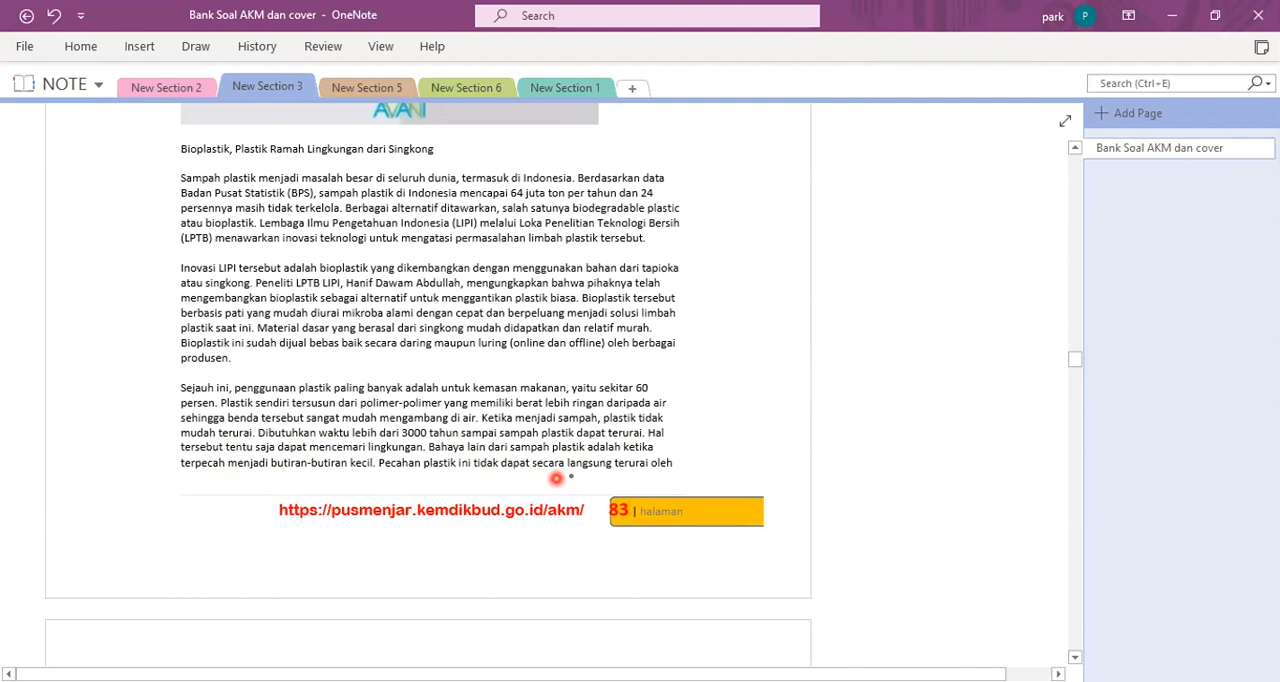 Bank Soal AKM dan cover - OneNote
Search
park
P
File
Home
Insert
Draw
History
Review
View
Help
NOTE
New Section 2
New Section 3
New Section 5
New Section 6
New Section 1
+
Search (Ctrl+E)
Add Page
Bank Soal AKM dan cover
AVANI
Bioplastik, Plastik Ramah Lingkungan dari Singkong
Sampah plastik menjadi masalah besar di seluruh dunia, termasuk di Indonesia. Berdasarkan data
Badan Pusat Statistik (BPS), sampah plastik di Indonesia mencapai 64 juta ton per tahun dan 24
persennya masih tidak terkelola. Berbagai alternatif ditawarkan, salah satunya biodegradable plastic
atau bioplastik. Lembaga Ilmu Pengetahuan Indonesia (LIPI) melalui Loka Penelitian Teknologi Bersih
(LPTB) menawarkan inovasi teknologi untuk mengatasi permasalahan limbah plastik tersebut.
Inovasi LIPI tersebut adalah bioplastik yang dikembangkan dengan menggunakan bahan dari tapioka
atau singkong. Peneliti LPTB LIPI, Hanif Dawam Abdullah, mengungkapkan bahwa pihaknya telah
mengembangkan bioplastik sebagai alternatif untuk menggantikan plastik biasa. Bioplastik tersebut
berbasis pati yang mudah diurai mikroba alami dengan cepat dan berpeluang menjadi solusi limbah
plastik saat ini. Material dasar yang berasal dari singkong mudah didapatkan dan relatif murah.
Bioplastik ini sudah dijual bebas baik secara daring maupun luring (online dan offline) oleh berbagai
produsen.
Sejauh ini, penggunaan plastik paling banyak adalah untuk kemasan makanan, yaitu sekitar 60
persen. Plastik sendiri tersusun dari polimer-polimer yang memiliki berat lebih ringan daripada air
sehingga benda tersebut sangat mudah mengambang di air. Ketika menjadi sampah, plastik tidak
mudah terurai. Dibutuhkan waktu lebih dari 3000 tahun sampai sampah plastik dapat terurai. Hal
tersebut tentu saja dapat mencemari lingkungan. Bahaya lain dari sampah plastik adalah ketika
terpecah menjadi butiran-butiran kecil. Pecahan plastik ini tidak dapat secara langsung terurai oleh
https://pusmenjar.kemdikbud.go.id/akm/ 83 | halaman